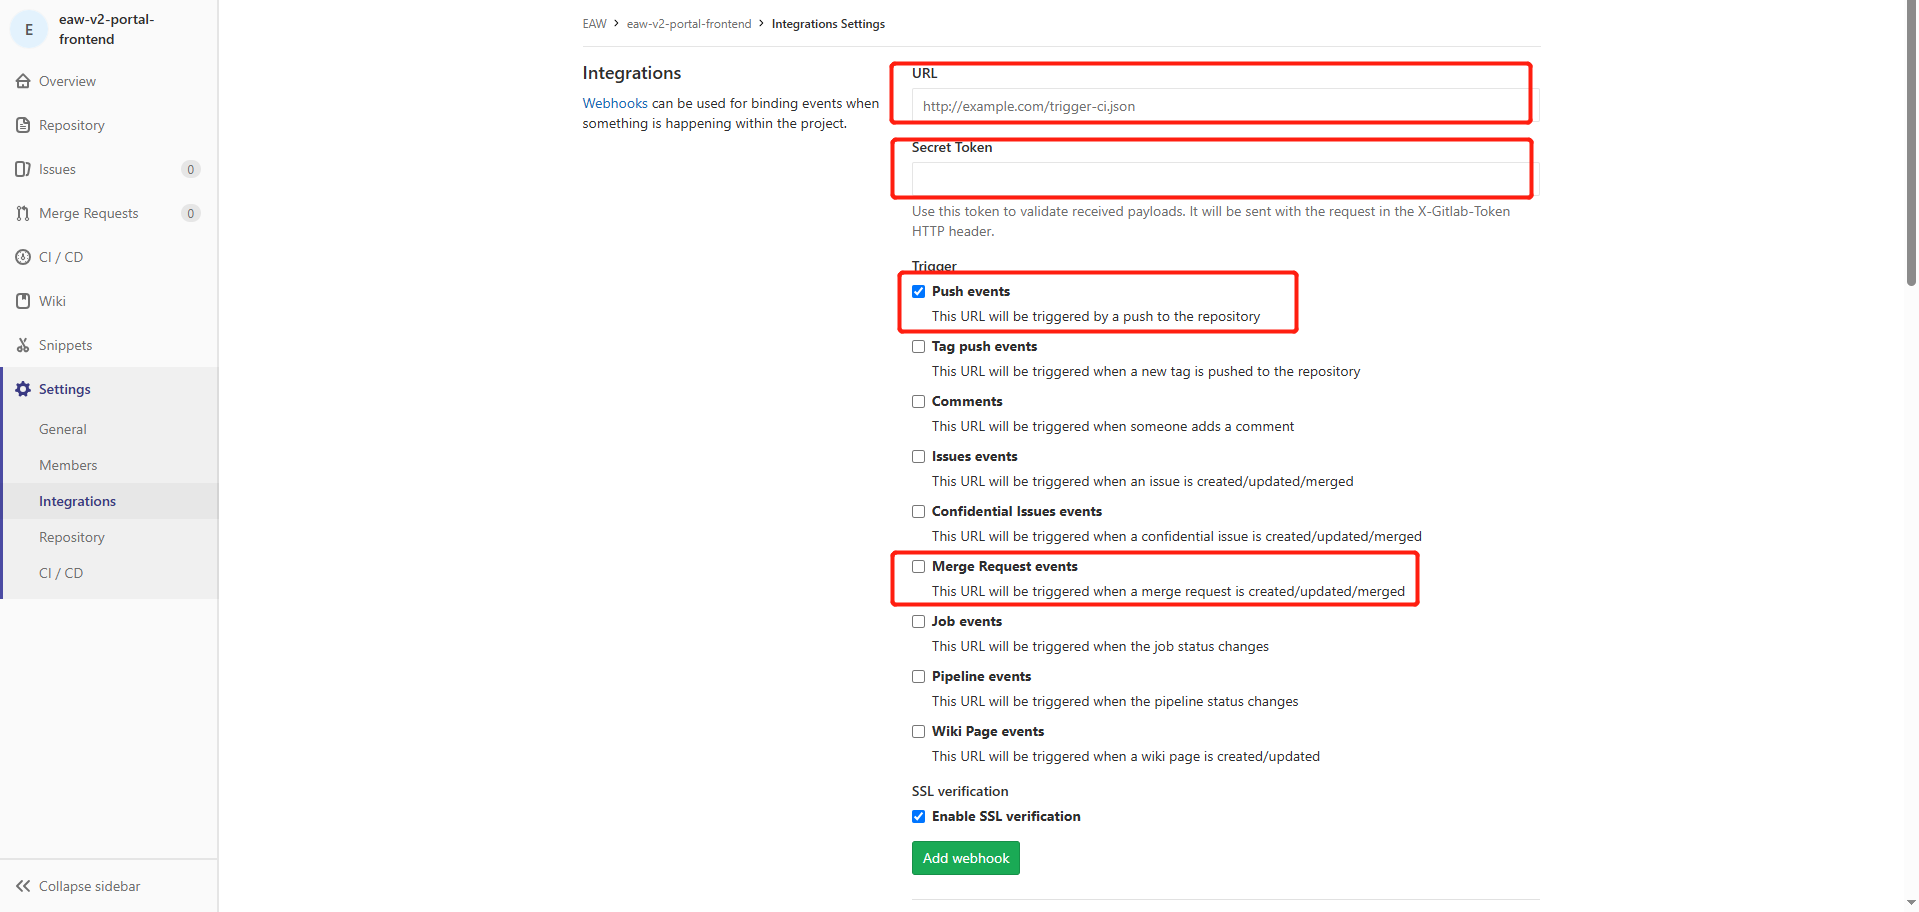 E
eaw-v2-portal-
frontend
Overview
Repository
Issues
0
Merge Requests
0
CI / CD
Wiki
Snippets
Settings
General
Members
Integrations
Repository
CI / CD
Collapse sidebar
EAW > eaw-v2-portal-frontend > Integrations Settings
Integrations
Webhooks can be used for binding events when
something is happening within the project.
URL
http://example.com/trigger-ci.json
Secret Token
Use this token to validate received payloads. It will be sent with the request in the X-Gitlab-Token
HTTP header.
Trigger
Push events
This URL will be triggered by a push to the repository
Tag push events
This URL will be triggered when a new tag is pushed to the repository
Comments
This URL will be triggered when someone adds a comment
Issues events
This URL will be triggered when an issue is created/updated/merged
Confidential Issues events
This URL will be triggered when a confidential issue is created/updated/merged
Merge Request events
This URL will be triggered when a merge request is created/updated/merged
Job events
This URL will be triggered when the job status changes
Pipeline events
This URL will be triggered when the pipeline status changes
Wiki Page events
This URL will be triggered when a wiki page is created/updated
SSL verification
Enable SSL verification
Add webhook